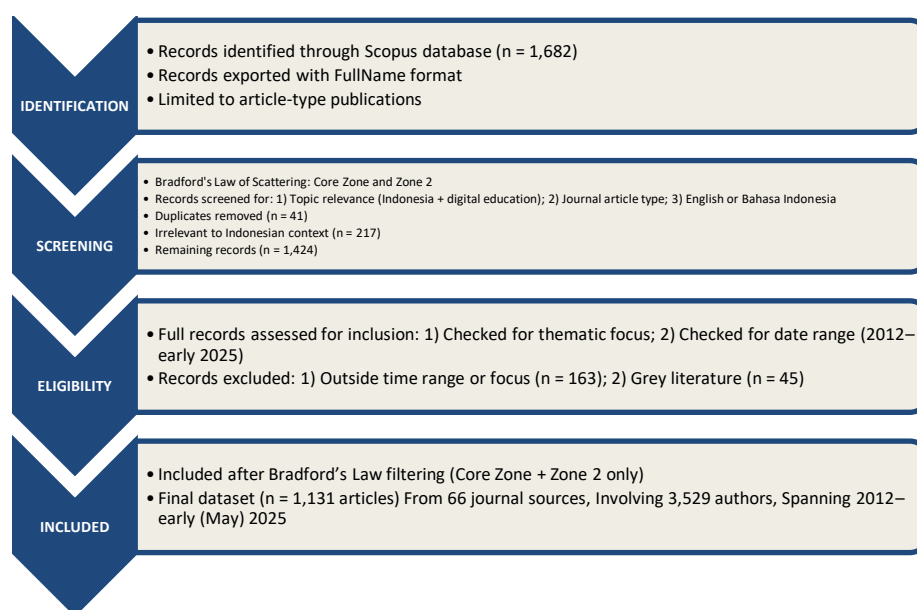 IDENTIFICATION
• Records identified through Scopus database (n = 1,682)
• Records exported with FullName format
• Limited to article-type publications
SCREENING
• Bradford's Law of Scattering: Core Zone and Zone 2
• Records screened for: 1) Topic relevance (Indonesia + digital education); 2) Journal article type; 3) English or Bahasa Indonesia
• Duplicates removed (n = 41)
• Irrelevant to Indonesian context (n = 217)
• Remaining records (n = 1,424)
ELIGIBILITY
• Full records assessed for inclusion: 1) Checked for thematic focus; 2) Checked for date range (2012–
early 2025)
• Records excluded: 1) Outside time range or focus (n = 163); 2) Grey literature (n = 45)
INCLUDED
• Included after Bradford’s Law filtering (Core Zone + Zone 2 only)
• Final dataset (n = 1,131 articles) From 66 journal sources, Involving 3,529 authors, Spanning 2012–
early (May) 2025